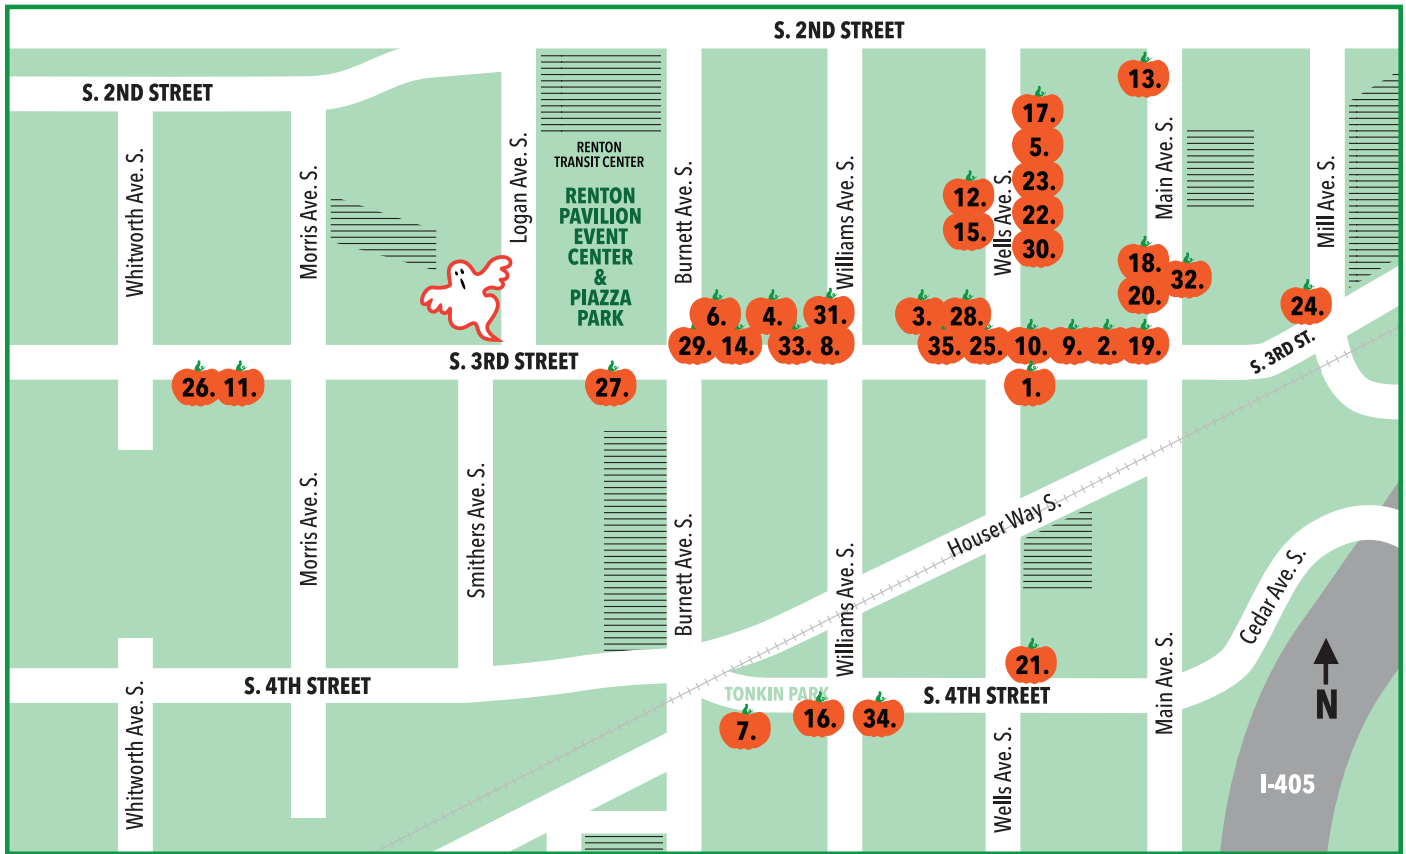 S. 2ND STREET
S. 2ND STREET
13.
17.
5.
23.
22.
30.
12.
15.
Whitworth Ave. S.
Morris Ave. S.
Logan Ave. S.
RENTON
TRANSIT CENTER
RENTON
PAVILION
EVENT
CENTER
&
PIAZZA
PARK
Burnett Ave. S.
Williams Ave. S.
Wells Ave. S.
Main Ave. S.
Mill Ave. S.
18.
32.
20.
24.
6.
4.
31.
3.
28.
29.
14.
33.
8.
35.
25.
10.
9.
2.
19.
S. 3RD STREET
S. 3RD ST.
26.
11.
27.
1.
Morris Ave. S.
Smithers Ave. S.
Burnett Ave. S.
Williams Ave. S.
Houser Way S.
Cedar Ave. S.
21.
S. 4TH STREET
TONKIN PARK
S. 4TH STREET
7.
16.
34.
Whitworth Ave. S.
Wells Ave. S.
Main Ave. S.
N
I-405